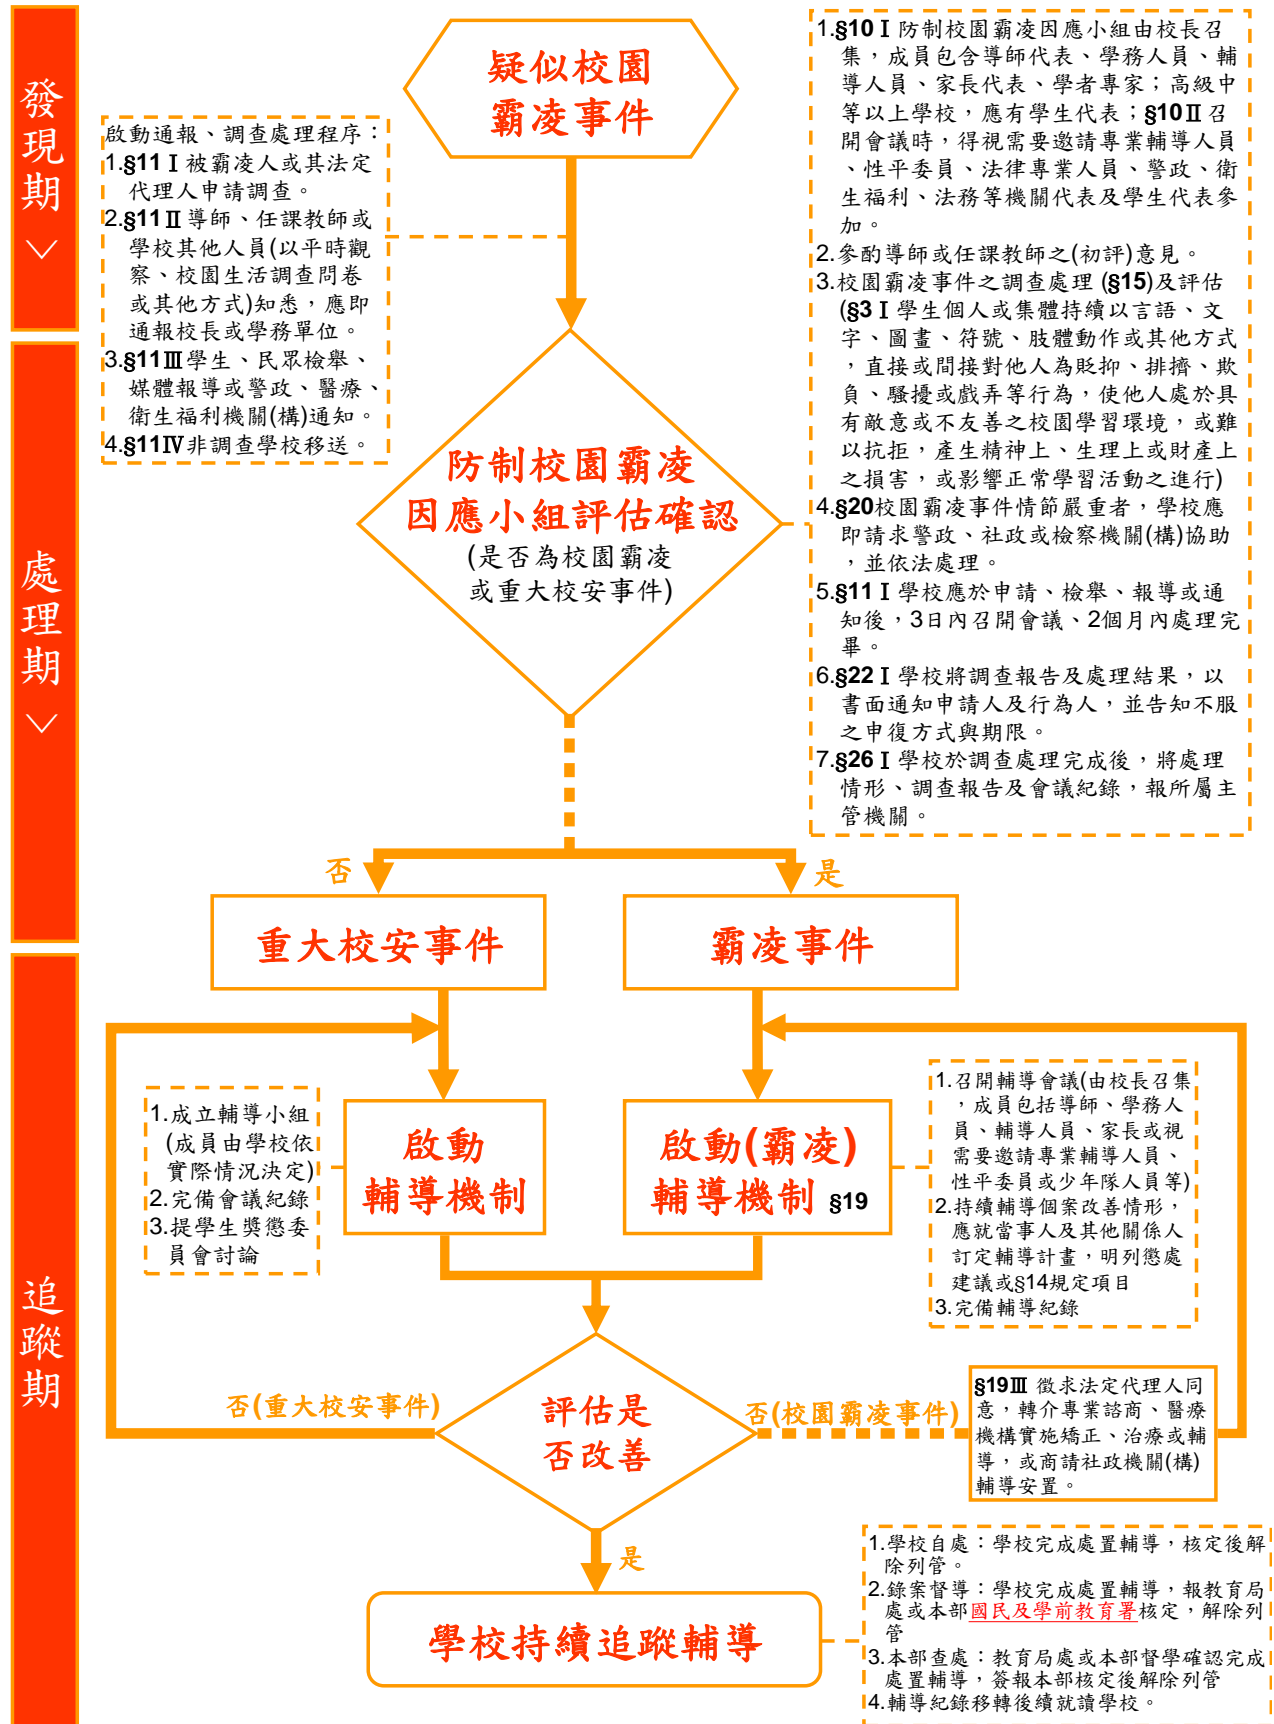 發現期
疑似校園
霸凌事件
啟動通報、調查處理程序：
1.§11Ⅰ被霸凌人或其法定
代理人申請調查。
2.§11Ⅱ導師、任課教師或
學校其他人員(以平時觀
察、校園生活調查問卷
或其他方式)知悉，應即
通報校長或學務單位。
3.§11Ⅲ學生、民眾檢舉、
媒體報導或警政、醫療、
衛生福利機關(構)通知。
4.§11Ⅳ非調查學校移送。
1.§10Ⅰ防制校園霸凌因應小組由校長召
集，成員包含導師代表、學務人員、輔
導人員、家長代表、學者專家；高級中
等以上學校，應有學生代表；§10Ⅱ召
開會議時，得視需要邀請專業輔導人員
、性平委員、法律專業人員、警政、衛
生福利、法務等機關代表及學生代表參
加。
2.參酌導師或任課教師之(初評)意見。
3.校園霸凌事件之調查處理 (§15)及評估
(§3Ⅰ學生個人或集體持續以言語、文
字、圖畫、符號、肢體動作或其他方式
，直接或間接對他人為貶抑、排擠、欺
負、騷擾或戲弄等行為，使他人處於具
有敵意或不友善之校園學習環境，或難
以抗拒，產生精神上、生理上或財產上
之損害，或影響正常學習活動之進行)
4.§20校園霸凌事件情節嚴重者，學校應
即請求警政、社政或檢察機關(構)協助
，並依法處理。
5.§11Ⅰ學校應於申請、檢舉、報導或通
知後，3日內召開會議、2個月內處理完
畢。
6.§22Ⅰ學校將調查報告及處理結果，以
書面通知申請人及行為人，並告知不服
之申復方式與期限。
7.§26Ⅰ學校於調查處理完成後，將處理
情形、調查報告及會議紀錄，報所屬主
管機關。
處理期
防制校園霸凌
因應小組評估確認
(是否為校園霸凌
或重大校安事件)
否
是
重大校安事件
霸凌事件
追蹤期
1.成立輔導小組
(成員由學校依
實際情況決定)
2.完備會議紀錄
3.提學生獎懲委
員會討論
啟動
輔導機制
啟動(霸凌)
輔導機制 §19
1.召開輔導會議(由校長召集
，成員包括導師、學務人
員、輔導人員、家長或視
需要邀請專業輔導人員、
性平委員或少年隊人員等)
2.持續輔導個案改善情形，
應就當事人及其他關係人
訂定輔導計畫，明列懲處
建議或§14規定項目
3.完備輔導紀錄
否(重大校安事件)
評估是
否改善
否(校園霸凌事件)
§19Ⅲ 徵求法定代理人同
意，轉介專業諮商、醫療
機構實施矯正、治療或輔
導，或商請社政機關(構)
輔導安置。
是
學校持續追蹤輔導
1.學校自處：學校完成處置輔導，核定後解
除列管。
2.錄案督導：學校完成處置輔導，報教育局
處或本部國民及學前教育署核定，解除列
管
3.本部查處：教育局處或本部督學確認完成
處置輔導，簽報本部核定後解除列管
4.輔導紀錄移轉後續就讀學校。